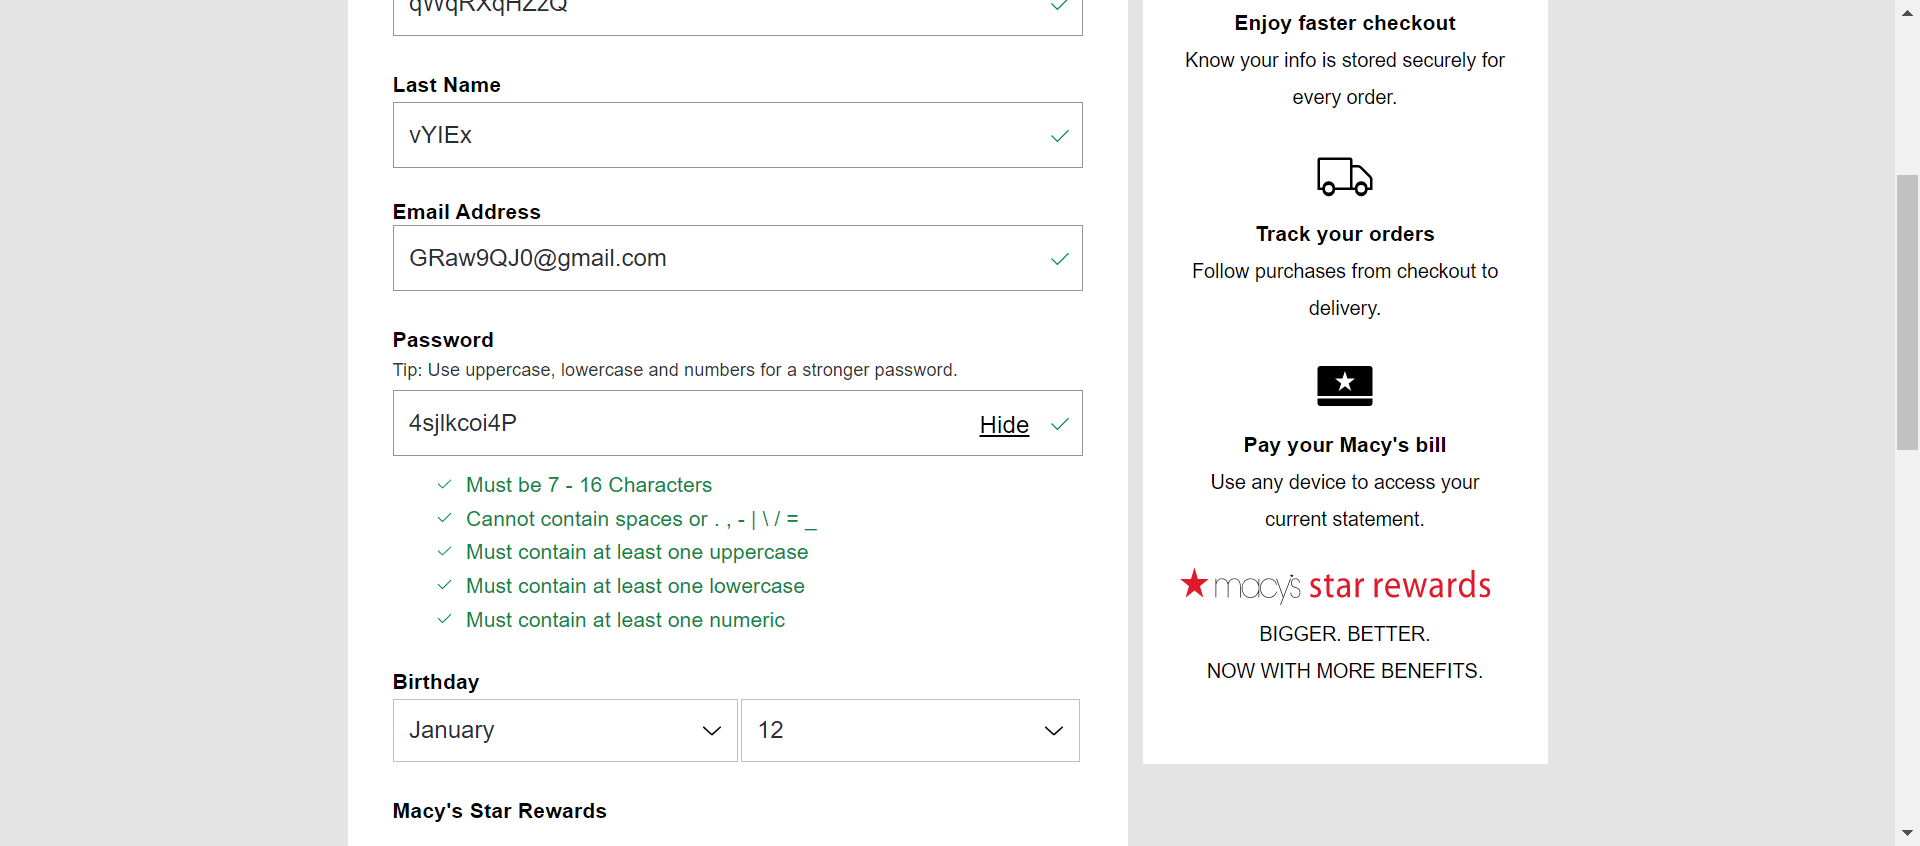 qWqRXqHZzQ
Last Name
vYIEx
Email Address
GRaw9QJ0@gmail.com
Password
Tip: Use uppercase, lowercase and numbers for a stronger password.
4sjlkcoi4P Hide
Must be 7 - 16 Characters
Cannot contain spaces or . , - | \ / = _
Must contain at least one uppercase
Must contain at least one lowercase
Must contain at least one numeric
Birthday
January 12
Macy's Star Rewards
Enjoy faster checkout
Know your info is stored securely for
every order.
Track your orders
Follow purchases from checkout to
delivery.
Pay your Macy's bill
Use any device to access your
current statement.
macy's star rewards
BIGGER. BETTER.
NOW WITH MORE BENEFITS.